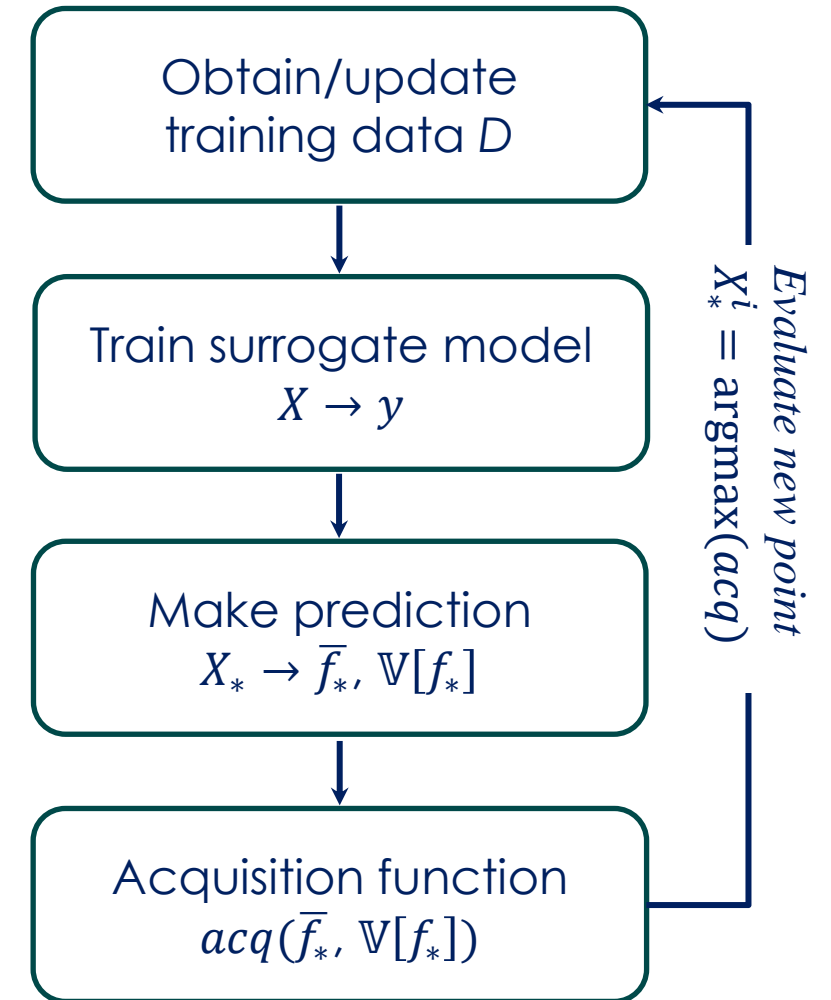 Obtain/update
training data D
Train surrogate model
X → y
Make prediction
X∗ → f̅∗, 𝕍[f∗]
Acquisition function
acq(f̅∗, 𝕍[f∗])
Evaluate new point
X∗ⁱ = argmax(acq)